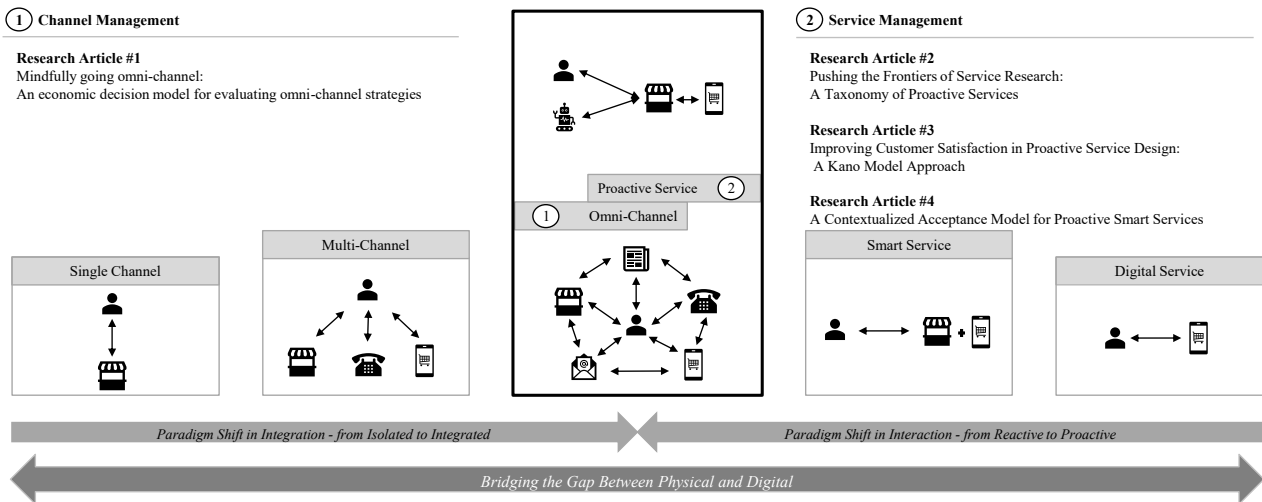 1 Channel Management
Research Article #1
Mindfully going omni-channel:
An economic decision model for evaluating omni-channel strategies
Single Channel
Multi-Channel
Proactive Service 2
1 Omni-Channel
@
2 Service Management
Research Article #2
Pushing the Frontiers of Service Research:
A Taxonomy of Proactive Services
Research Article #3
Improving Customer Satisfaction in Proactive Service Design:
A Kano Model Approach
Research Article #4
A Contextualized Acceptance Model for Proactive Smart Services
Smart Service
Digital Service
Paradigm Shift in Integration - from Isolated to Integrated
Paradigm Shift in Interaction - from Reactive to Proactive
Bridging the Gap Between Physical and Digital